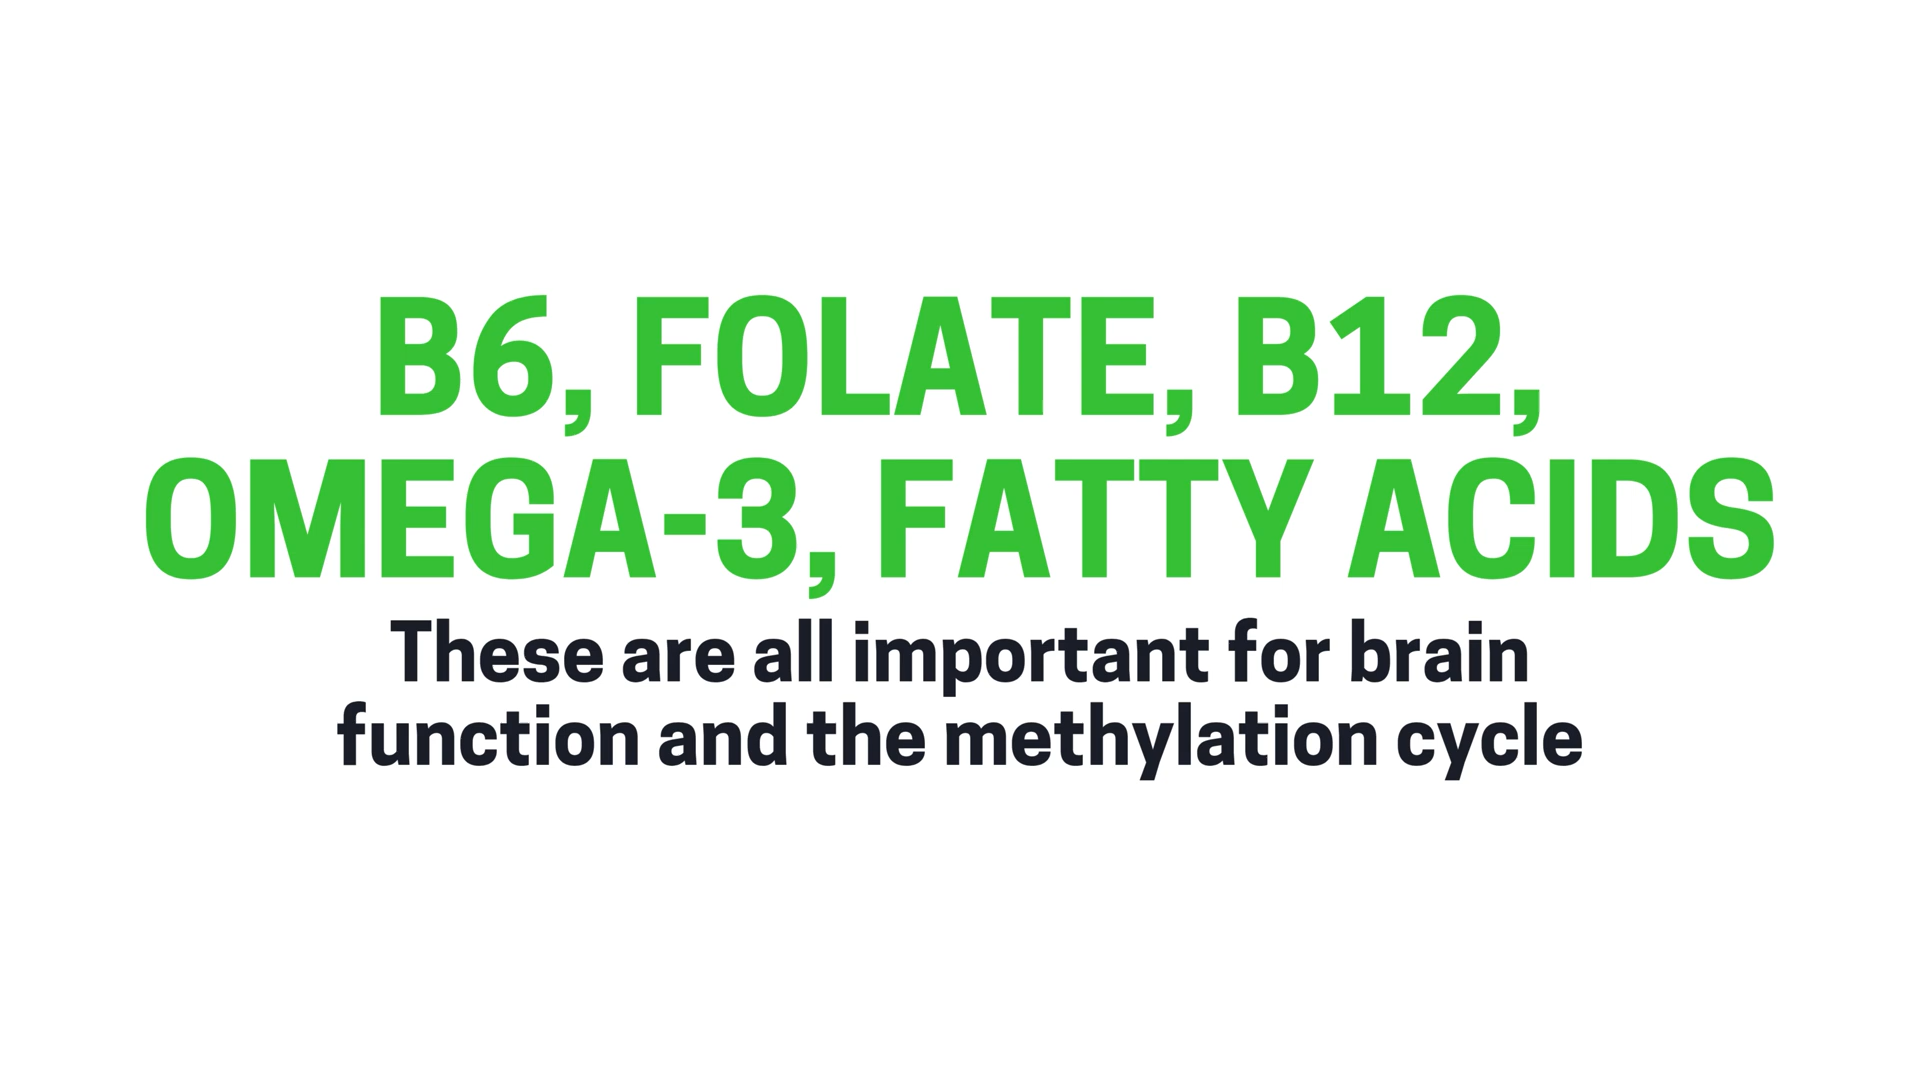 B6, FOLATE, B12,
OMEGA-3, FATTY ACIDS
These are all important for brain
function and the methylation cycle